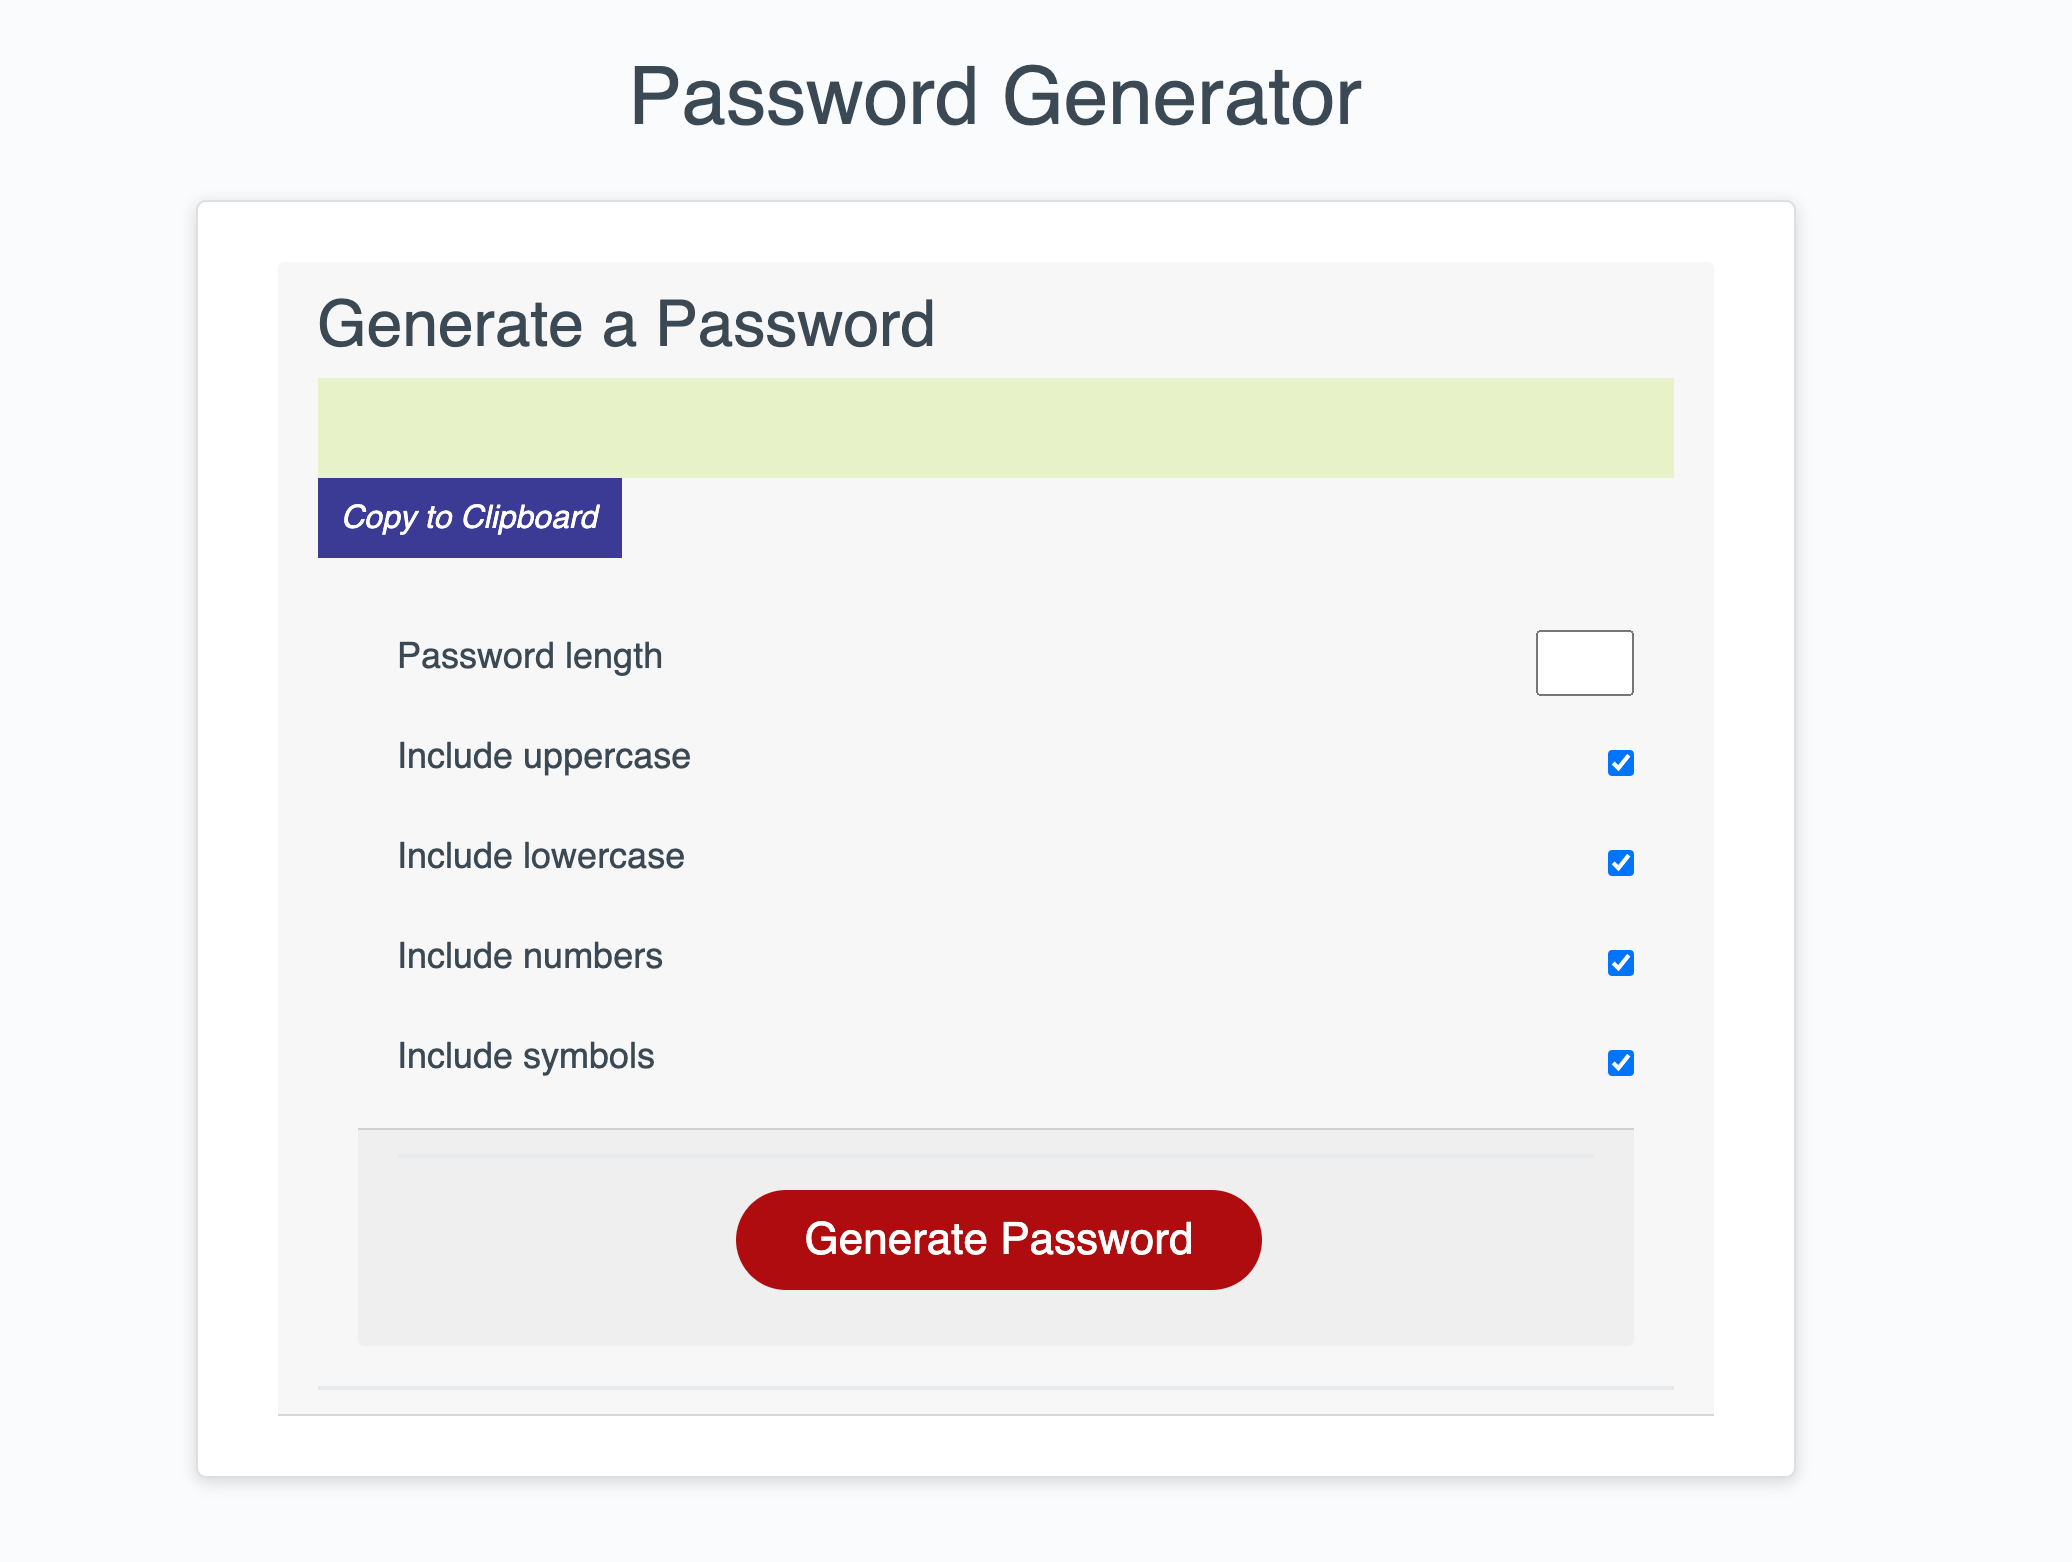 Password Generator
Generate a Password
Copy to Clipboard
Password length
Include uppercase
Include lowercase
Include numbers
Include symbols
Generate Password